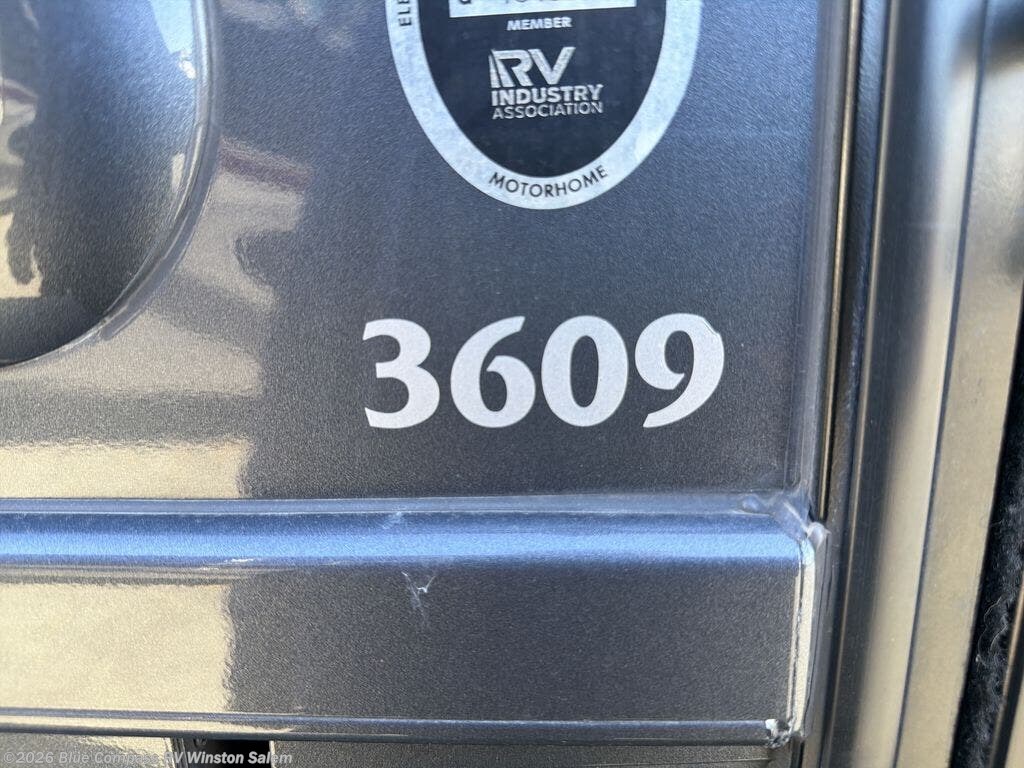 MEMBER
RV
INDUSTRY
ASSOCIATION
MOTORHOME
3609
©2026 Blue Compass RV Winston Salem